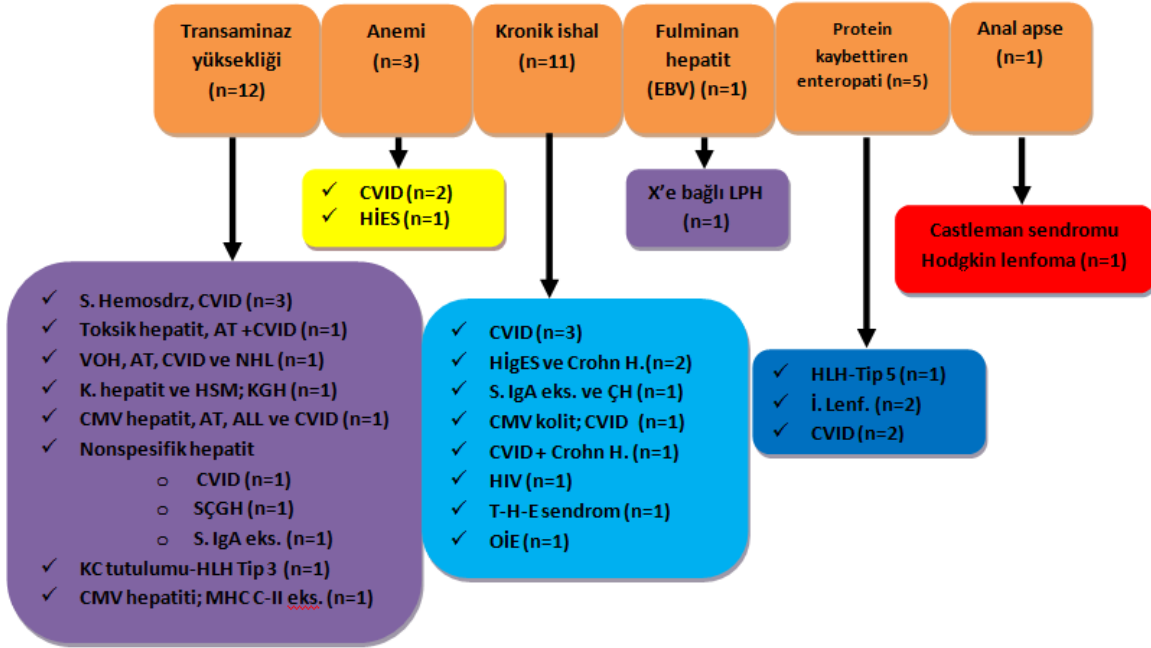 Transaminaz
yüksekliği
(n=12)
Anemi
(n=3)
Kronik ishal
(n=11)
Fulminan
hepatit
(EBV) (n=1)
Protein
kaybettiren
enteropati (n=5)
Anal apse
(n=1)
✓ CVID (n=2)
✓ HİES (n=1)
X’e bağlı LPH
(n=1)
Castleman sendromu
Hodgkin lenfoma (n=1)
✓ S. Hemosdrz, CVID (n=3)
✓ Toksik hepatit, AT +CVID (n=1)
✓ VOH, AT, CVID ve NHL (n=1)
✓ K. hepatit ve HSM; KGH (n=1)
✓ CMV hepatit, AT, ALL ve CVID (n=1)
✓ Nonspesifik hepatit
o CVID (n=1)
o SÇGH (n=1)
o S. IgA eks. (n=1)
✓ KC tutulumu-HLH Tip 3 (n=1)
✓ CMV hepatiti; MHC C-II eks. (n=1)
✓ CVID (n=3)
✓ HİgES ve Crohn H.(n=2)
✓ S. IgA eks. ve ÇH (n=1)
✓ CMV kolit; CVID (n=1)
✓ CVID + Crohn H. (n=1)
✓ HIV (n=1)
✓ T-H-E sendrom (n=1)
✓ OİE (n=1)
✓ HLH-Tip 5 (n=1)
✓ İ. Lenf. (n=2)
✓ CVID (n=2)